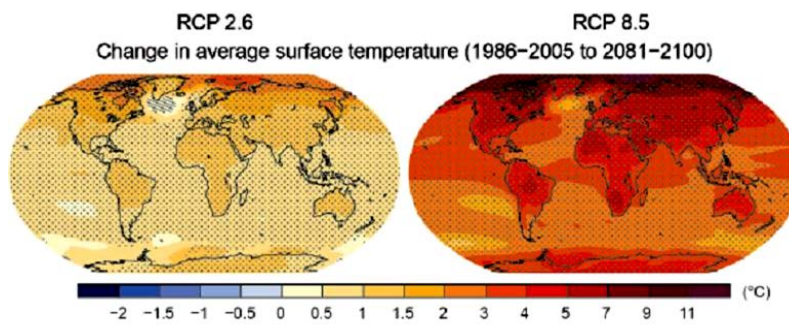 RCP 2.6 RCP 8.5
Change in average surface temperature (1986−2005 to 2081−2100)
(°C)
−2 −1.5 −1 −0.5 0 0.5 1 1.5 2 3 4 5 7 9 11